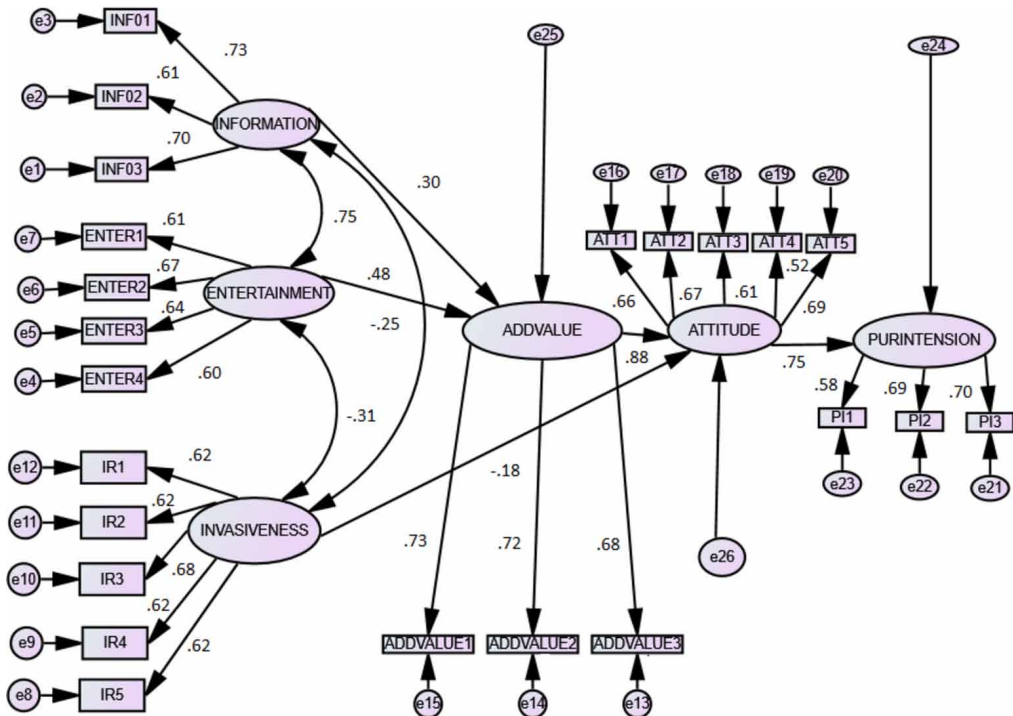 e3
INF01
.73
e2
INF02
.61
INFORMATION
e1
INF03
.70
.30
.75
e7
ENTER1
.61
e6
ENTER2
.67
ENTERTAINMENT
.48
e5
ENTER3
.64
-.25
e4
ENTER4
.60
-.31
e12
IR1
.62
e11
IR2
.62
INVASIVENESS
e10
IR3
.68
e9
IR4
.62
e8
IR5
.62
e25
ADDVALUE
.88
-.18
.73
.72
.68
ADDVALUE1
ADDVALUE2
ADDVALUE3
e15
e14
e13
e16
e17
e18
e19
e20
ATT1
ATT2
ATT3
ATT4
ATT5
.66
.67
.61
.52
.69
ATTITUDE
.75
e26
e24
PURINTENSION
.58
.69
.70
PI1
PI2
PI3
e23
e22
e21